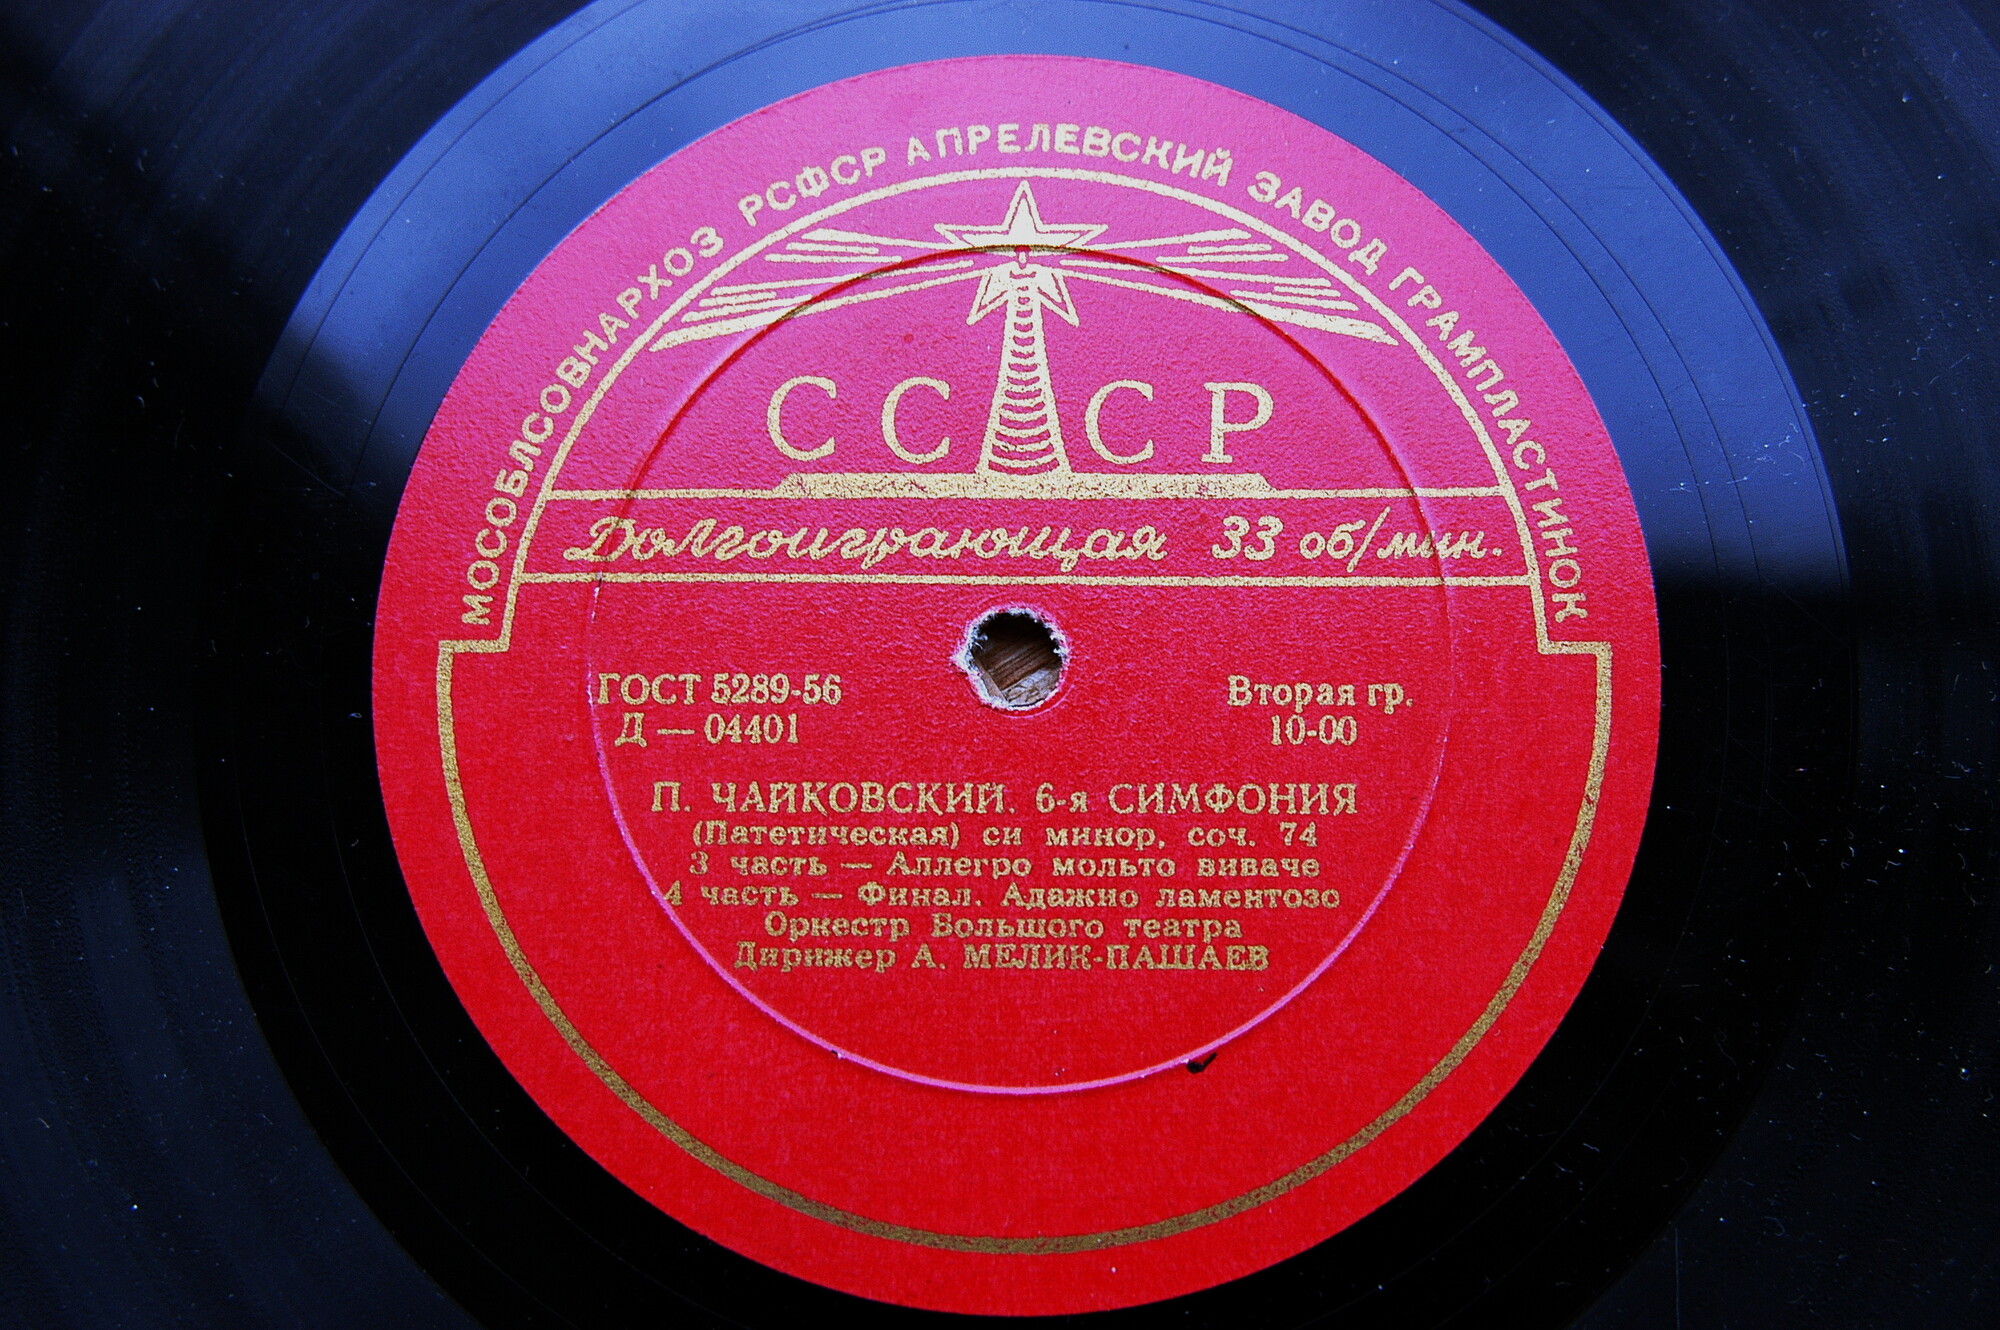 МОСОБЛСОВНАРХОЗ РСФСР АПРЕЛЕВСКИЙ ЗАВОД ГРАМПЛАСТИНОК
СССР
Долгоиграющая 33 об/мин.
ГОСТ 5289-56
Д — 04401
Вторая гр.
10-00
П. ЧАЙКОВСКИЙ. 6-я СИМФОНИЯ
(Патетическая) си минор, соч. 74
3 часть — Аллегро мольто виваче
4 часть — Финал. Адажио ламентозо
Оркестр Большого театра
Дирижер А. МЕЛИК-ПАШАЕВ